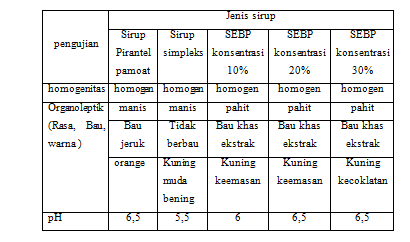 Jenis sirup
pengujian
Sirup Pirantel pamoat
Sirup simpleks
SEBP konsentrasi 10%
SEBP konsentrasi 20%
SEBP konsentrasi 30%
homogenitas homogen homogen homogen homogen homogen
Organoleptik (Rasa, Bau, warna)
manis manis pahit pahit pahit
Bau jeruk
Tidak berbau
Bau khas ekstrak
Bau khas ekstrak
Bau khas ekstrak
orange
Kuning muda bening
Kuning keemasan
Kuning keemasan
Kuning kecoklatan
pH 6,5 5,5 6 6,5 6,5